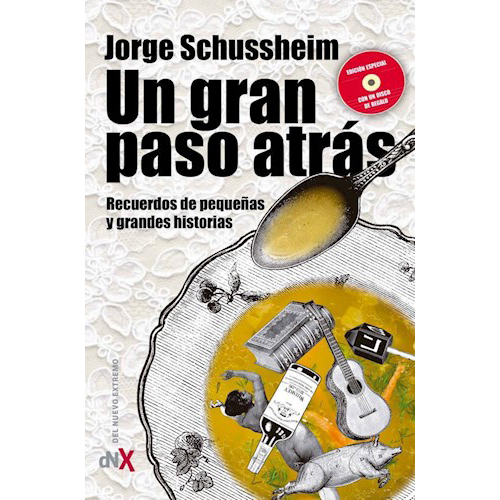 Jorge Schussheim
Un gran
paso atrás
EDICIÓN ESPECIAL
CON UN DISCO
DE REGALO
Recuerdos de pequeñas
y grandes historias
DEL NUEVO EXTREMO
dNX